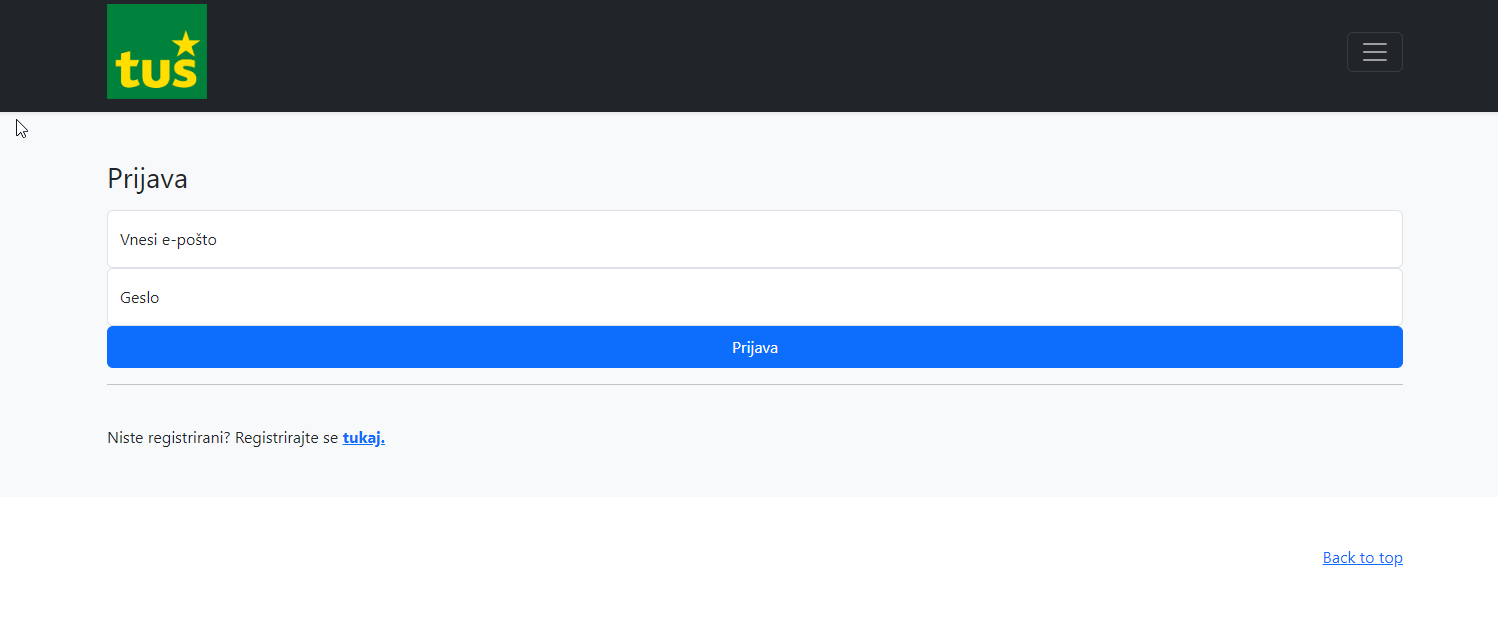 tuš
Prijava
Vnesi e-pošto
Geslo
Prijava
Niste registrirani? Registrirajte se tukaj.
Back to top